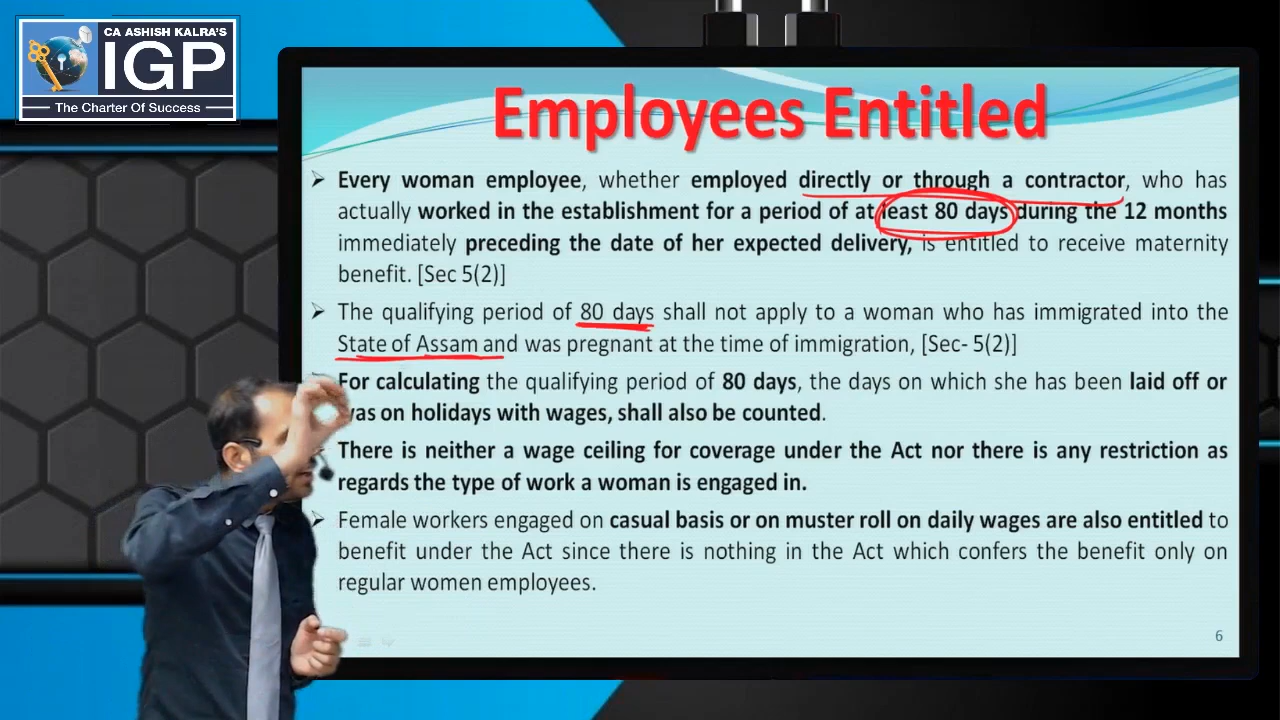 CA ASHISH KALRA'S
IGP
The Charter Of Success
Employees Entitled
➢ Every woman employee, whether employed directly or through a contractor, who has
actually worked in the establishment for a period of at least 80 days during the 12 months
immediately preceding the date of her expected delivery, is entitled to receive maternity
benefit. [Sec 5(2)]
➢ The qualifying period of 80 days shall not apply to a woman who has immigrated into the
State of Assam and was pregnant at the time of immigration, [Sec- 5(2)]
For calculating the qualifying period of 80 days, the days on which she has been laid off or
was on holidays with wages, shall also be counted.
There is neither a wage ceiling for coverage under the Act nor there is any restriction as
regards the type of work a woman is engaged in.
➢ Female workers engaged on casual basis or on muster roll on daily wages are also entitled to
benefit under the Act since there is nothing in the Act which confers the benefit only on
regular women employees.
6